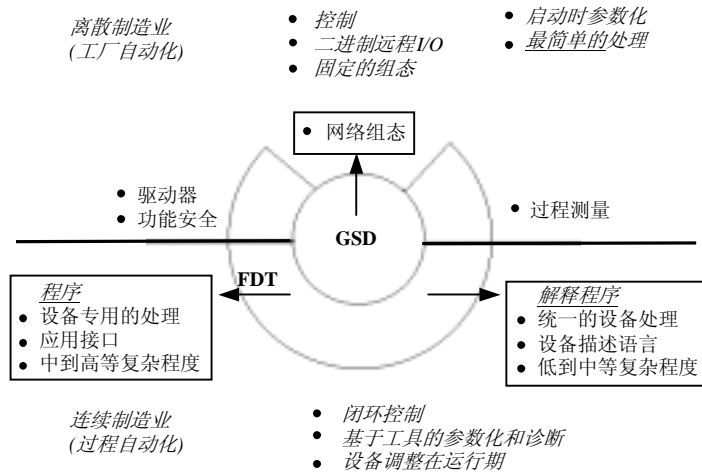 离散制造业
(工厂自动化)
• 控制
• 二进制远程I/O
• 固定的组态
• 启动时参数化
• 最简单的处理
• 网络组态
• 驱动器
• 功能安全
• 过程测量
GSD
FDT
程序
• 设备专用的处理
• 应用接口
• 中到高等复杂程度
解释程序
• 统一的设备处理
• 设备描述语言
• 低到中等复杂程度
连续制造业
(过程自动化)
• 闭环控制
• 基于工具的参数化和诊断
• 设备调整在运行期